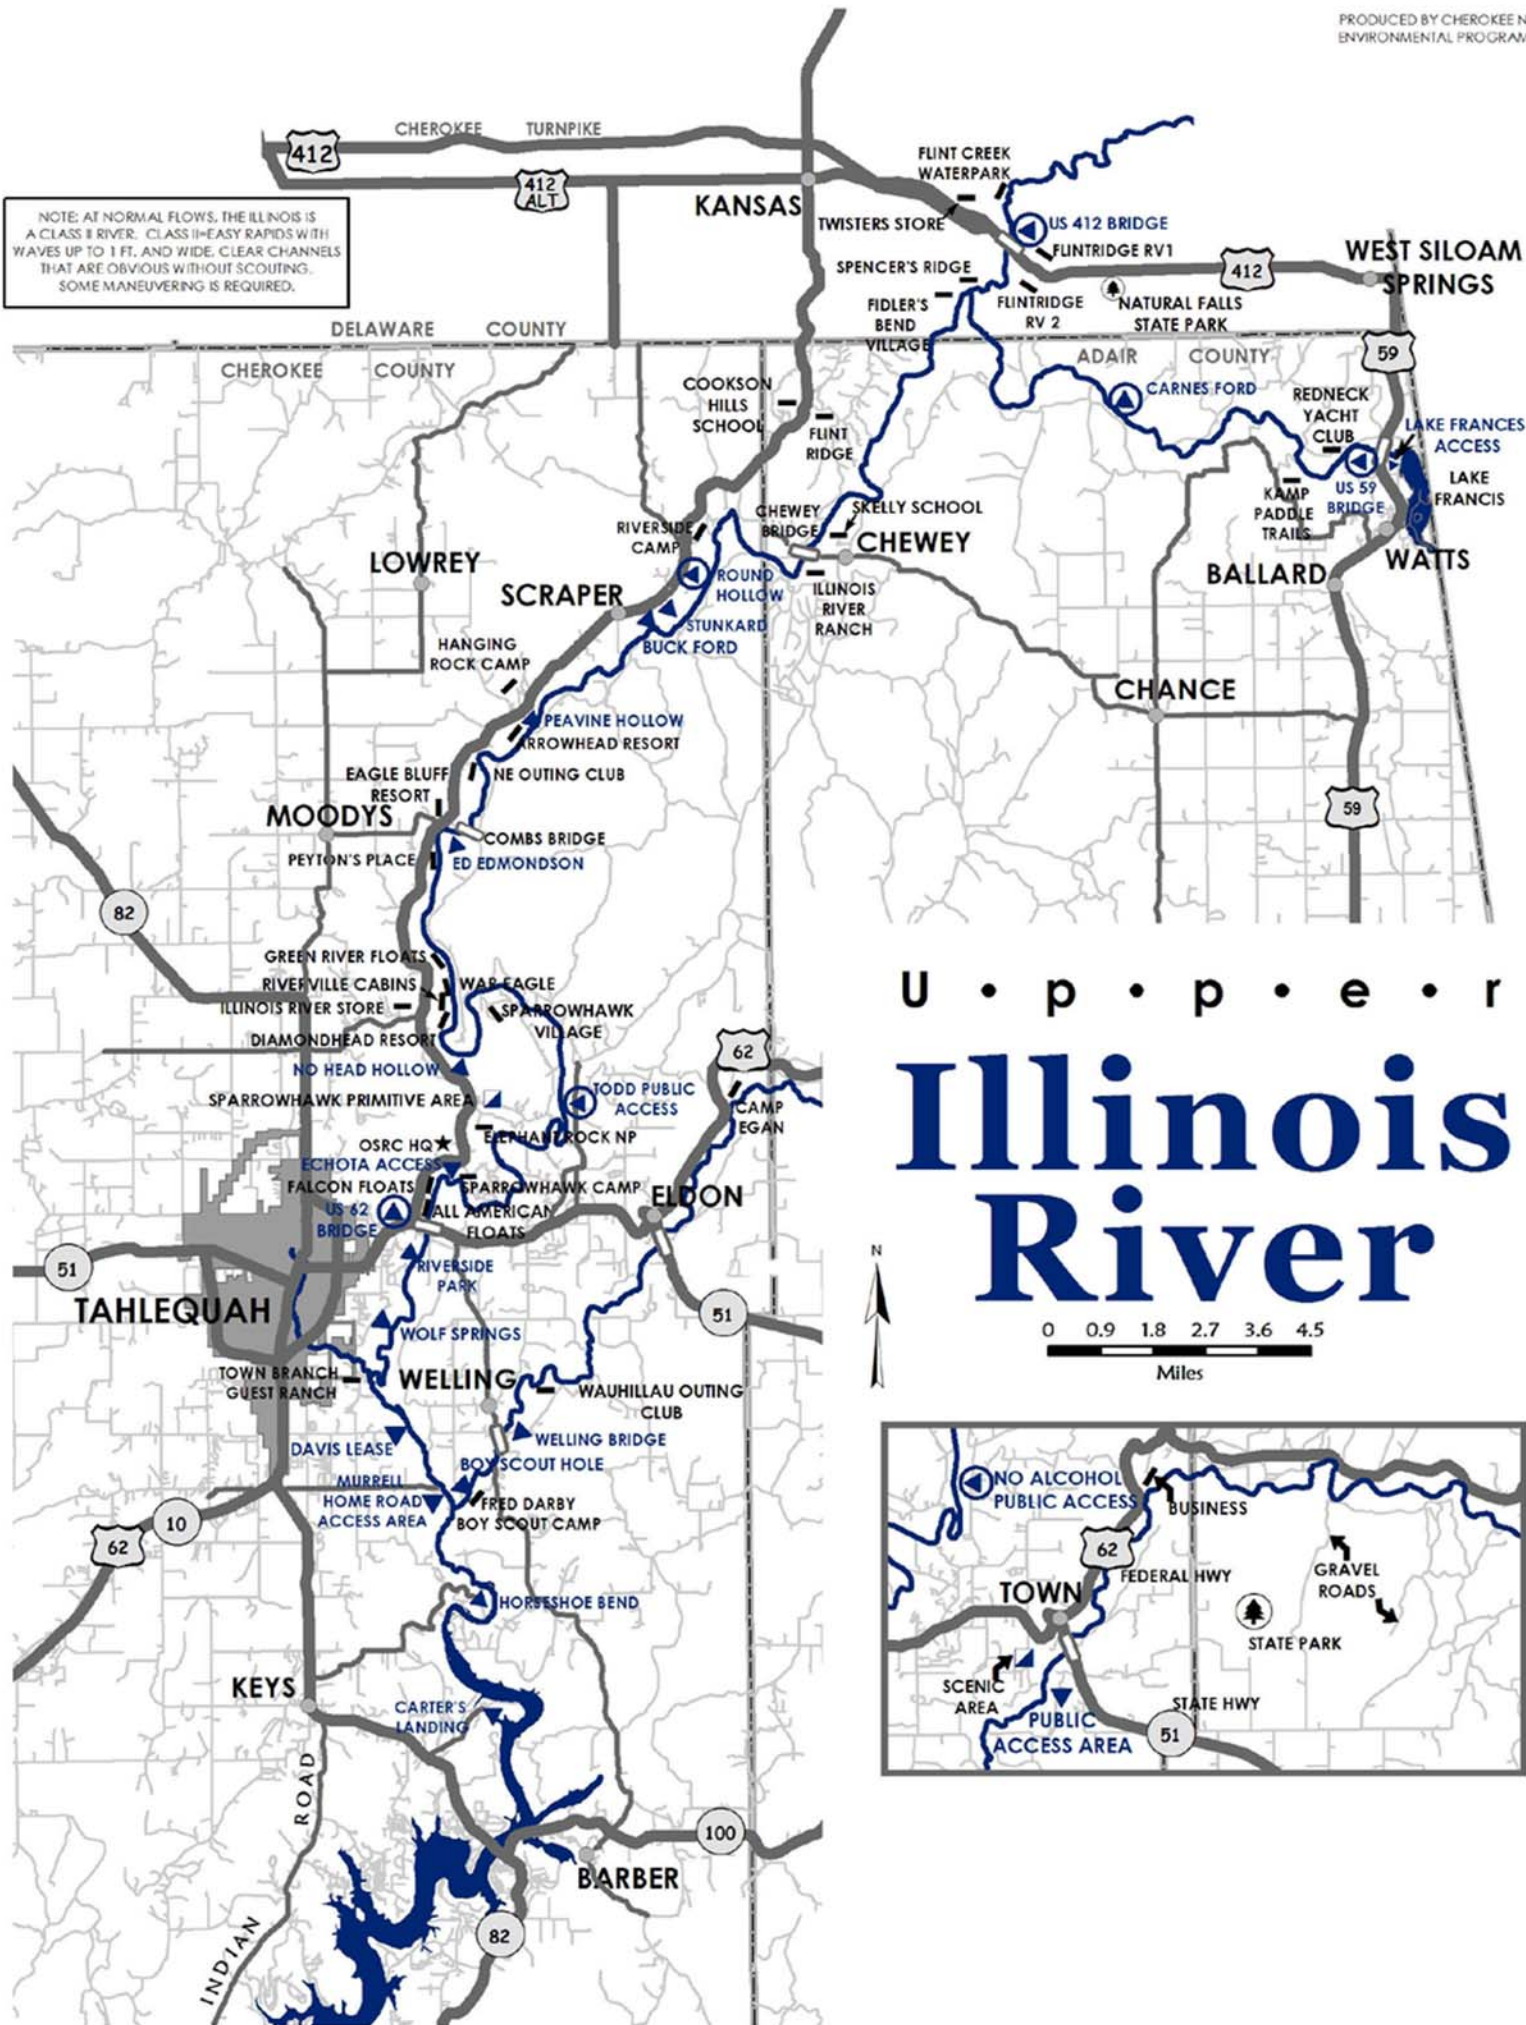 PRODUCED BY CHEROKEE N
ENVIRONMENTAL PROGRAM
CHEROKEE TURNPIKE
412
412
ALT
KANSAS
FLINT CREEK
WATERPARK
TWISTERS STORE
US 412 BRIDGE
FLINTRIDGE RV1
412
WEST SILOAM
SPRINGS
NOTE: AT NORMAL FLOWS, THE ILLINOIS IS
A CLASS II RIVER. CLASS II=EASY RAPIDS WITH
WAVES UP TO 1 FT. AND WIDE, CLEAR CHANNELS
THAT ARE OBVIOUS WITHOUT SCOUTING.
SOME MANEUVERING IS REQUIRED.
SPENCER'S RIDGE
FIDLER'S
BEND
VILLAGE
FLINTRIDGE
RV 2
NATURAL FALLS
STATE PARK
DELAWARE COUNTY
CHEROKEE COUNTY
ADAIR COUNTY
59
COOKSON
HILLS
SCHOOL
FLINT
RIDGE
CARNES FORD
REDNECK
YACHT
CLUB
LAKE FRANCES
ACCESS
LAKE
FRANCIS
US 59
BRIDGE
KAMP
PADDLE
TRAILS
WATTS
BALLARD
RIVERSIDE
CAMP
CHEWEY
BRIDGE
SKELLY SCHOOL
CHEWEY
LOWREY
SCRAPER
ROUND
HOLLOW
ILLINOIS
RIVER
RANCH
STUNKARD
BUCK FORD
HANGING
ROCK CAMP
CHANCE
PEAVINE HOLLOW
ARROWHEAD RESORT
EAGLE BLUFF
RESORT
NE OUTING CLUB
59
MOODYS
COMBS BRIDGE
PEYTON'S PLACE
ED EDMONDSON
82
GREEN RIVER FLOATS
RIVERVILLE CABINS
WAR EAGLE
ILLINOIS RIVER STORE
SPARROWHAWK
VILLAGE
DIAMONDHEAD RESORT
NO HEAD HOLLOW
62
SPARROWHAWK PRIMITIVE AREA
TODD PUBLIC
ACCESS
CAMP
EGAN
OSRC HQ
ELEPHANT ROCK NP
ECHOTA ACCESS
FALCON FLOATS
SPARROWHAWK CAMP
ELDON
US 62
BRIDGE
ALL AMERICAN
FLOATS
51
RIVERSIDE
PARK
TAHLEQUAH
WOLF SPRINGS
51
TOWN BRANCH
GUEST RANCH
WELLING
WAUHILLAU OUTING
CLUB
DAVIS LEASE
WELLING BRIDGE
BOY SCOUT HOLE
MURRELL
HOME ROAD
ACCESS AREA
FRED DARBY
BOY SCOUT CAMP
10
62
HORSESHOE BEND
KEYS
CARTER'S
LANDING
INDIAN ROAD
100
BARBER
82
U • p • p • e • r
Illinois
River
N
0 0.9 1.8 2.7 3.6 4.5
Miles
NO ALCOHOL
PUBLIC ACCESS
BUSINESS
62
FEDERAL HWY
GRAVEL
ROADS
TOWN
STATE PARK
SCENIC
AREA
STATE HWY
PUBLIC
ACCESS AREA
51